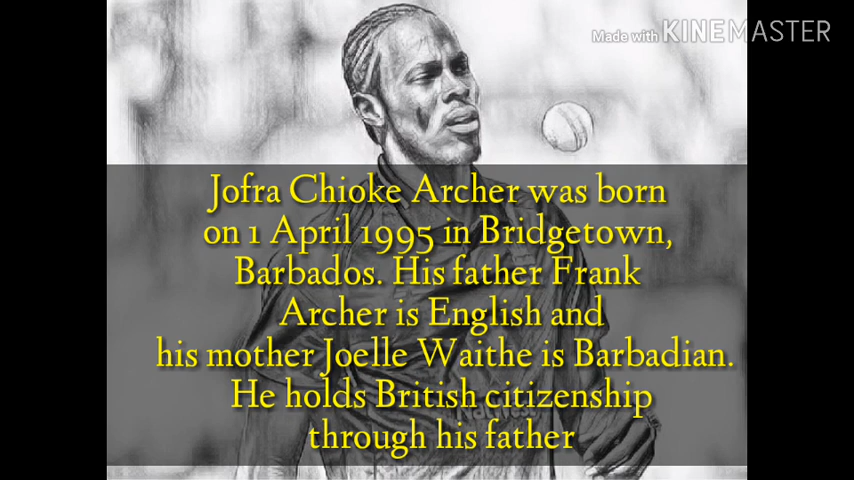 Made with KINEMASTER
Jofra Chioke Archer was born
on 1 April 1995 in Bridgetown,
Barbados. His father Frank
Archer is English and
his mother Joelle Waithe is Barbadian.
He holds British citizenship
through his father